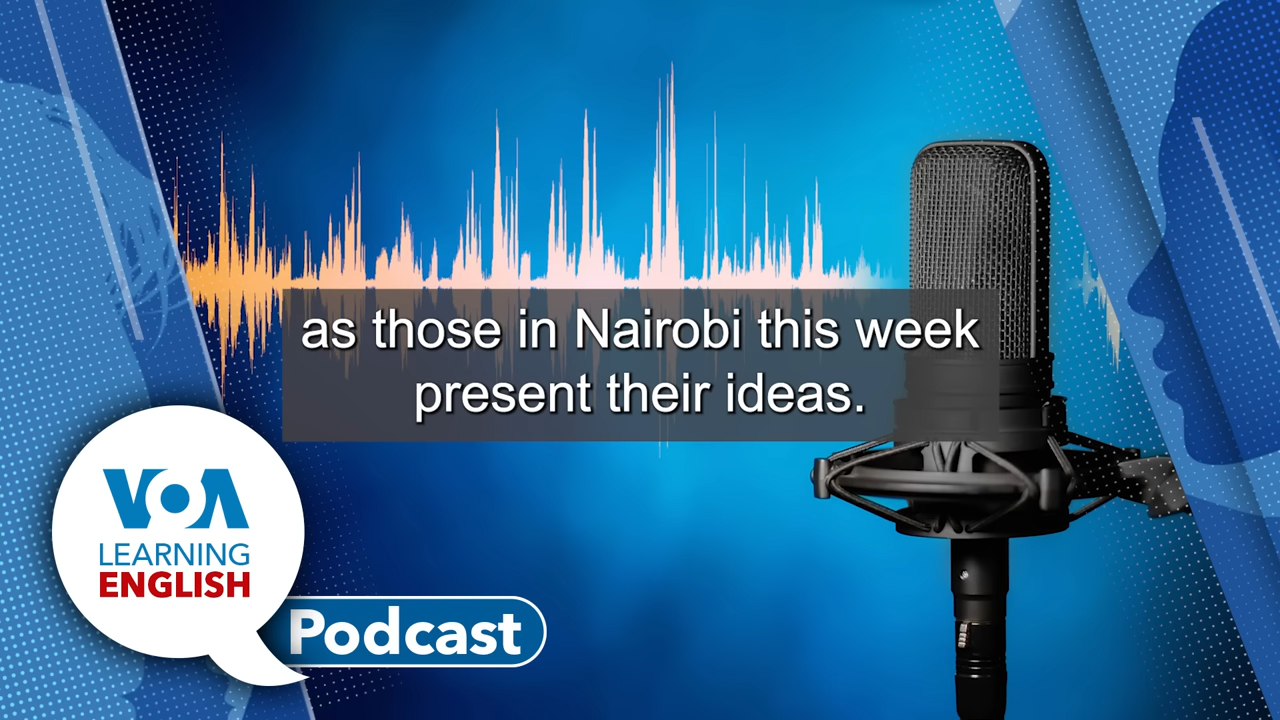 as those in Nairobi this week
present their ideas.
VOA
LEARNING
ENGLISH
Podcast